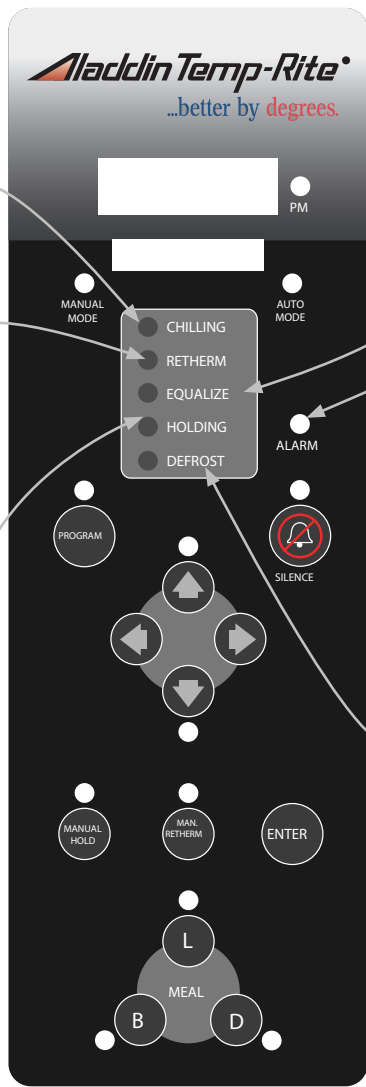 Aladdin Temp-Rite
...better by degrees.
PM
MANUAL
MODE
AUTO
MODE
CHILLING
RETHERM
EQUALIZE
HOLDING
DEFROST
ALARM
PROGRAM
SILENCE
MANUAL
HOLD
MAN.
RETHERM
ENTER
L
MEAL
B
D